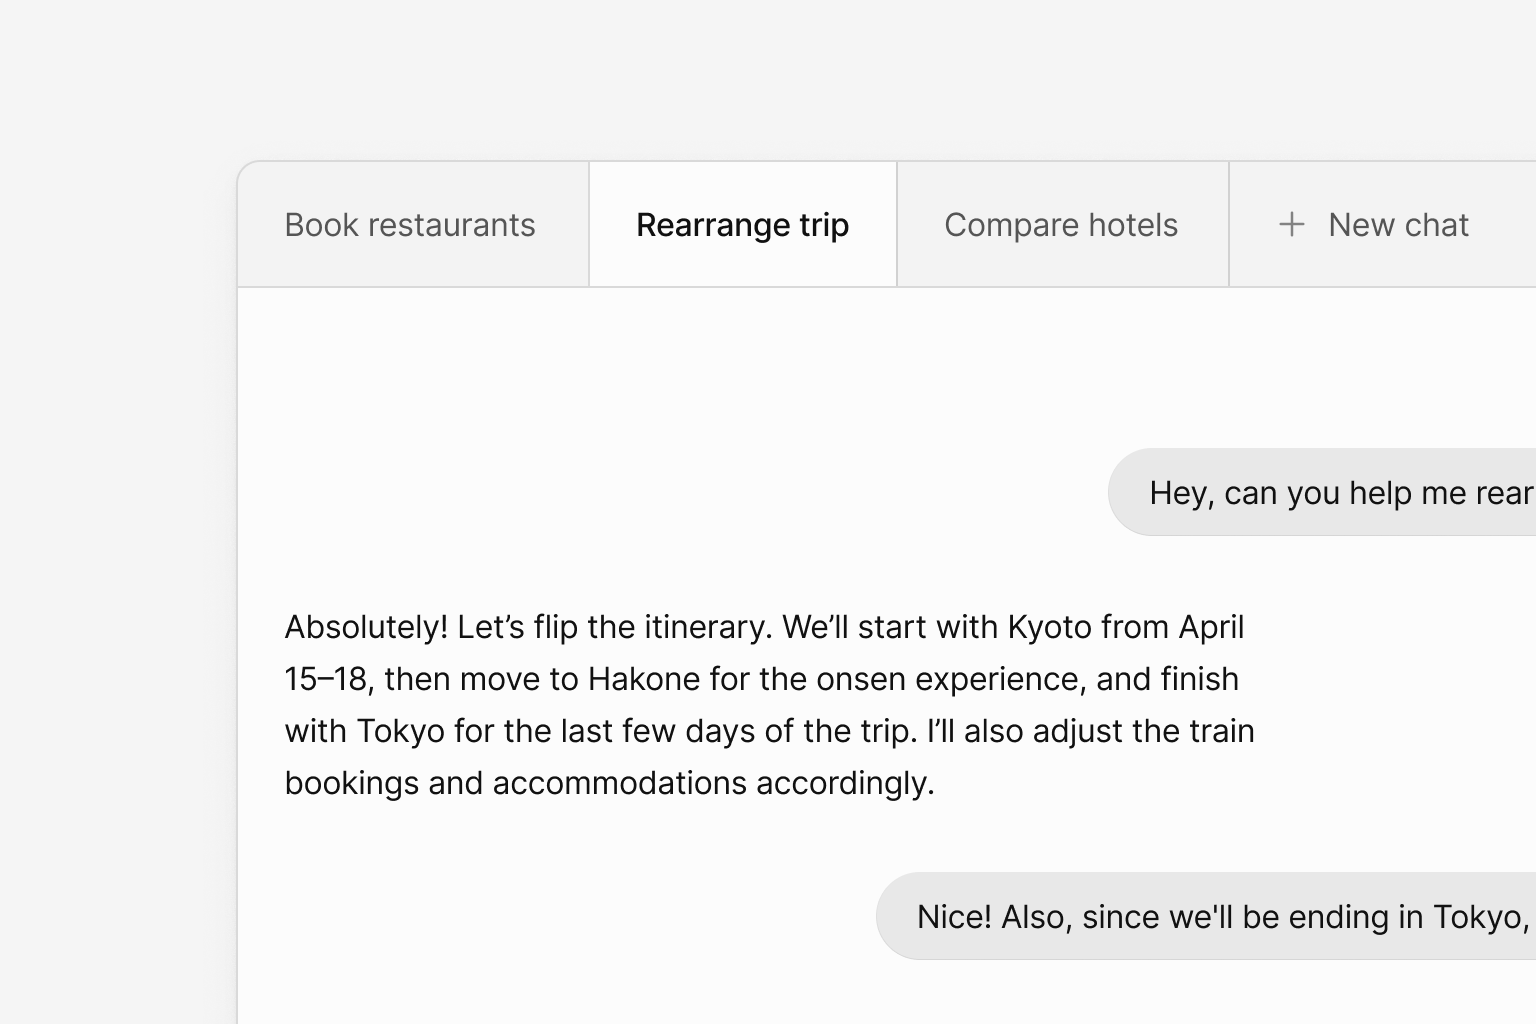 Book restaurants
Rearrange trip
Compare hotels
+ New chat
Hey, can you help me rear
Absolutely! Let’s flip the itinerary. We’ll start with Kyoto from April
15–18, then move to Hakone for the onsen experience, and finish
with Tokyo for the last few days of the trip. I’ll also adjust the train
bookings and accommodations accordingly.
Nice! Also, since we'll be ending in Tokyo,